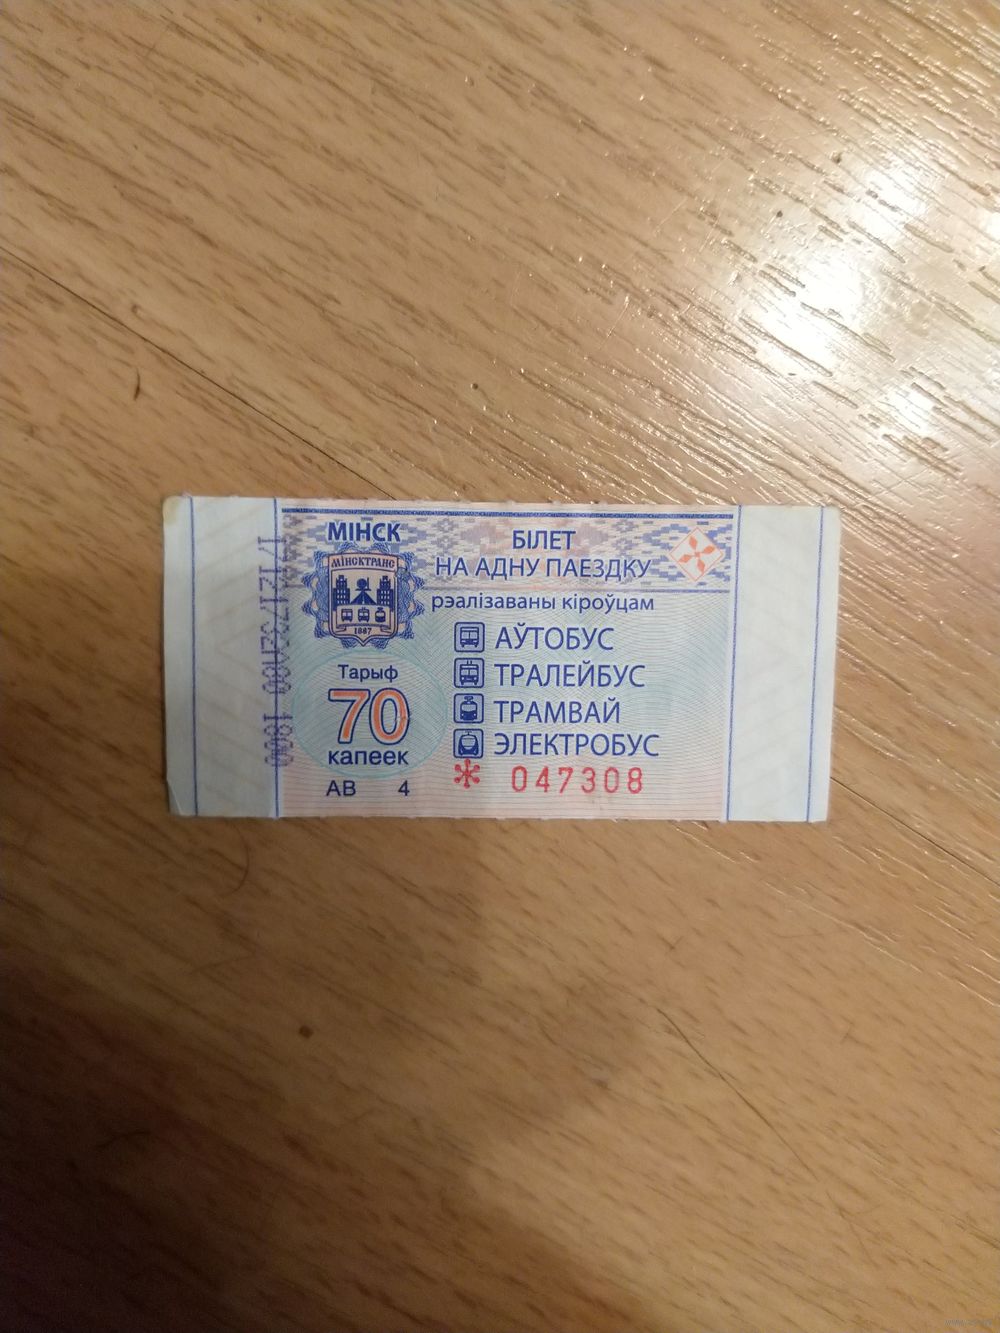 МІНСК
МІНСКТРАНС
1887
Тарыф
70
капеек
АВ 4
БІЛЕТ
НА АДНУ ПАЕЗДКУ
рэалізаваны кіроўцам
АЎТОБУС
ТРАЛЕЙБУС
ТРАМВАЙ
ЭЛЕКТРОБУС
* 047308